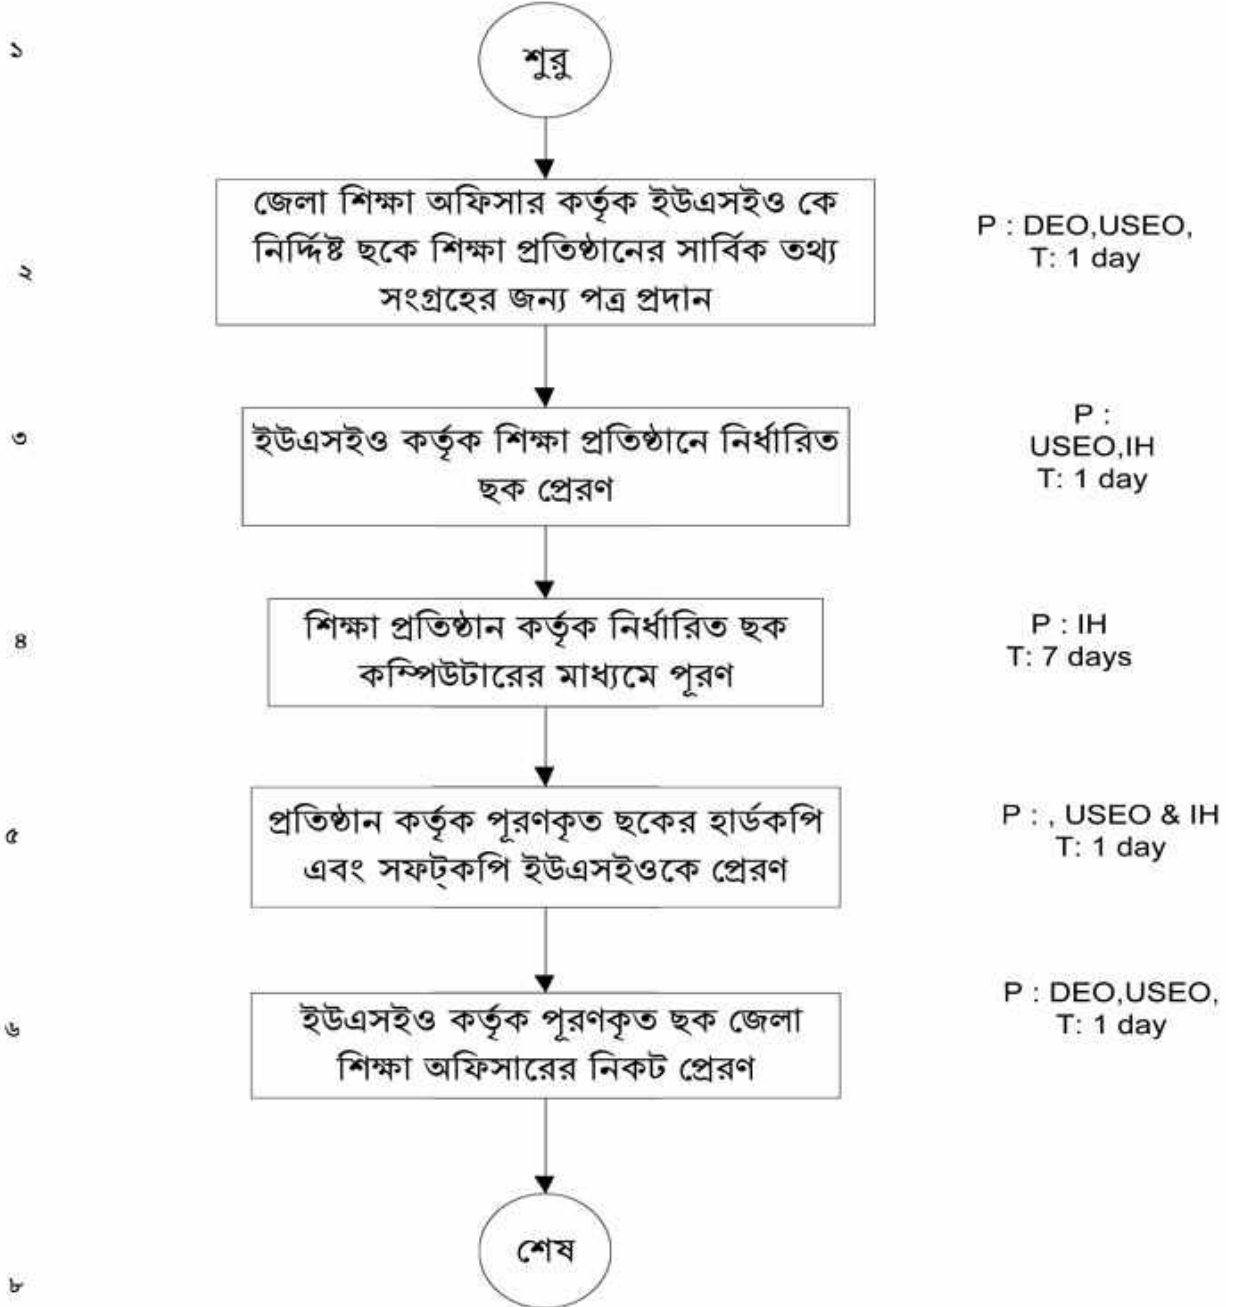 ১
শুরু
জেলা শিক্ষা অফিসার কর্তৃক ইউএসইও কে
নির্দ্দিষ্ট ছকে শিক্ষা প্রতিষ্ঠানের সার্বিক তথ্য
সংগ্রহের জন্য পত্র প্রদান
২
P : DEO,USEO,
T: 1 day
ইউএসইও কর্তৃক শিক্ষা প্রতিষ্ঠানে নির্ধারিত
ছক প্রেরণ
৩
P :
USEO,IH
T: 1 day
শিক্ষা প্রতিষ্ঠান কর্তৃক নির্ধারিত ছক
কম্পিউটারের মাধ্যমে পূরণ
৪
P : IH
T: 7 days
প্রতিষ্ঠান কর্তৃক পূরণকৃত ছকের হার্ডকপি
এবং সফট্‌কপি ইউএসইওকে প্রেরণ
৫
P : , USEO & IH
T: 1 day
ইউএসইও কর্তৃক পূরণকৃত ছক জেলা
শিক্ষা অফিসারের নিকট প্রেরণ
৬
P : DEO,USEO,
T: 1 day
শেষ
৮